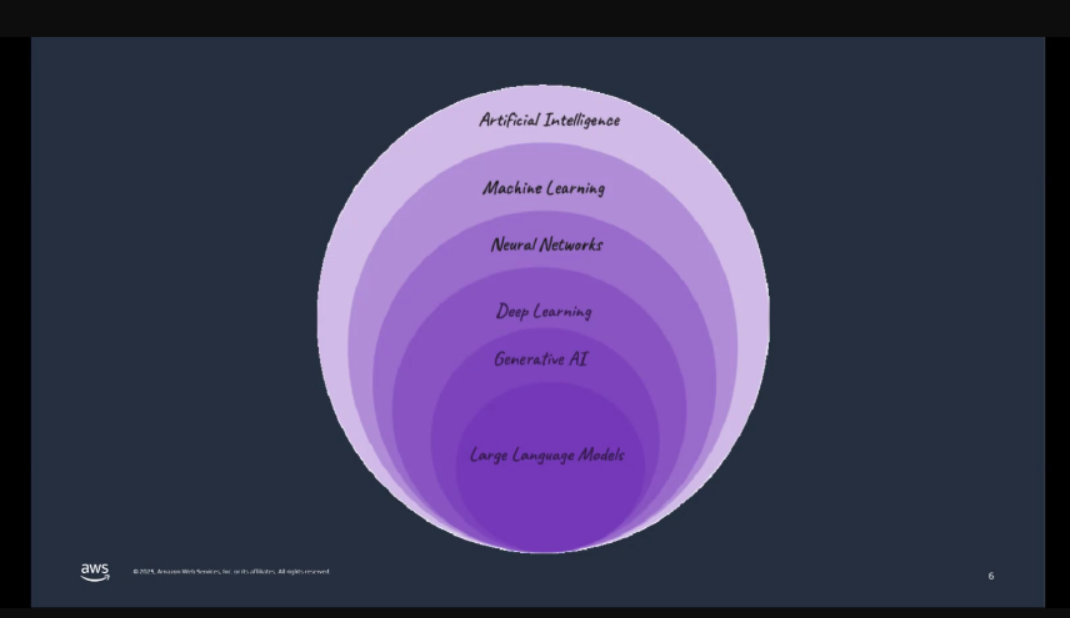 Artificial Intelligence
Machine Learning
Neural Networks
Deep Learning
Generative AI
Large Language Models
aws
© 2023, Amazon Web Services, Inc. or its affiliates. All rights reserved.
6